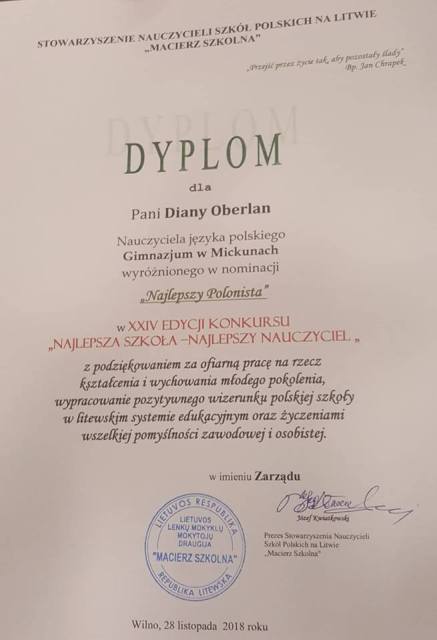 STOWARZYSZENIE NAUCZYCIELI SZKÓŁ POLSKICH NA LITWIE
„MACIERZ SZKOLNA”
„Przejść przez życie tak, aby pozostały ślady”
Bp. Jan Chrapek
DYPLOM
dla
Pani Diany Oberlan
Nauczyciela języka polskiego
Gimnazjum w Mickunach
wyróżnionego w nominacji
„Najlepszy Polonista”
w XXIV EDYCJI KONKURSU
„NAJLEPSZA SZKOŁA –NAJLEPSZY NAUCZYCIEL „
z podziękowaniem za ofiarną pracę na rzecz
kształcenia i wychowania młodego pokolenia,
wypracowanie pozytywnego wizerunku polskiej szkoły
w litewskim systemie edukacyjnym oraz życzeniami
wszelkiej pomyślności zawodowej i osobistej.
w imieniu Zarządu
Józef Kwiatkowski
Prezes Stowarzyszenia Nauczycieli
Szkół Polskich na Litwie
„Macierz Szkolna”
LIETUVOS RESPUBLIKA
LIETUVOS
LENKŲ MOKYKLŲ
MOKYTOJŲ
DRAUGIJA
"MACIERZ SZKOLNA"
REPUBLIKA LITEWSKA
Wilno, 28 listopada 2018 roku